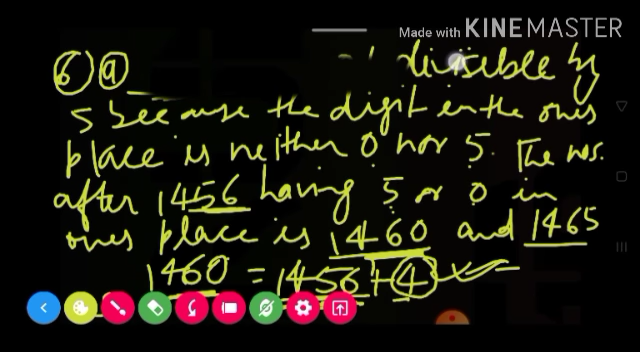 Made with KINEMASTER
6 a divisible by
5 because the digit in the ones
place is neither 0 nor 5. The nos.
after 1456 having 5 or 0 in
ones place is 1460 and 1465
1460 = 1456 + 4